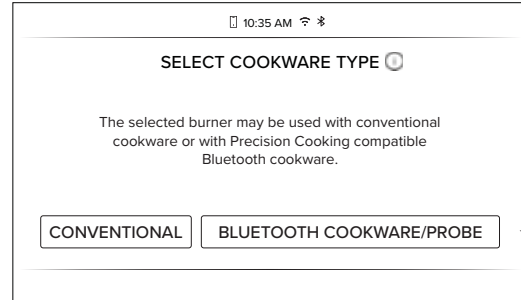 10:35 AM
SELECT COOKWARE TYPE
The selected burner may be used with conventional
cookware or with Precision Cooking compatible
Bluetooth cookware.
CONVENTIONAL
BLUETOOTH COOKWARE/PROBE